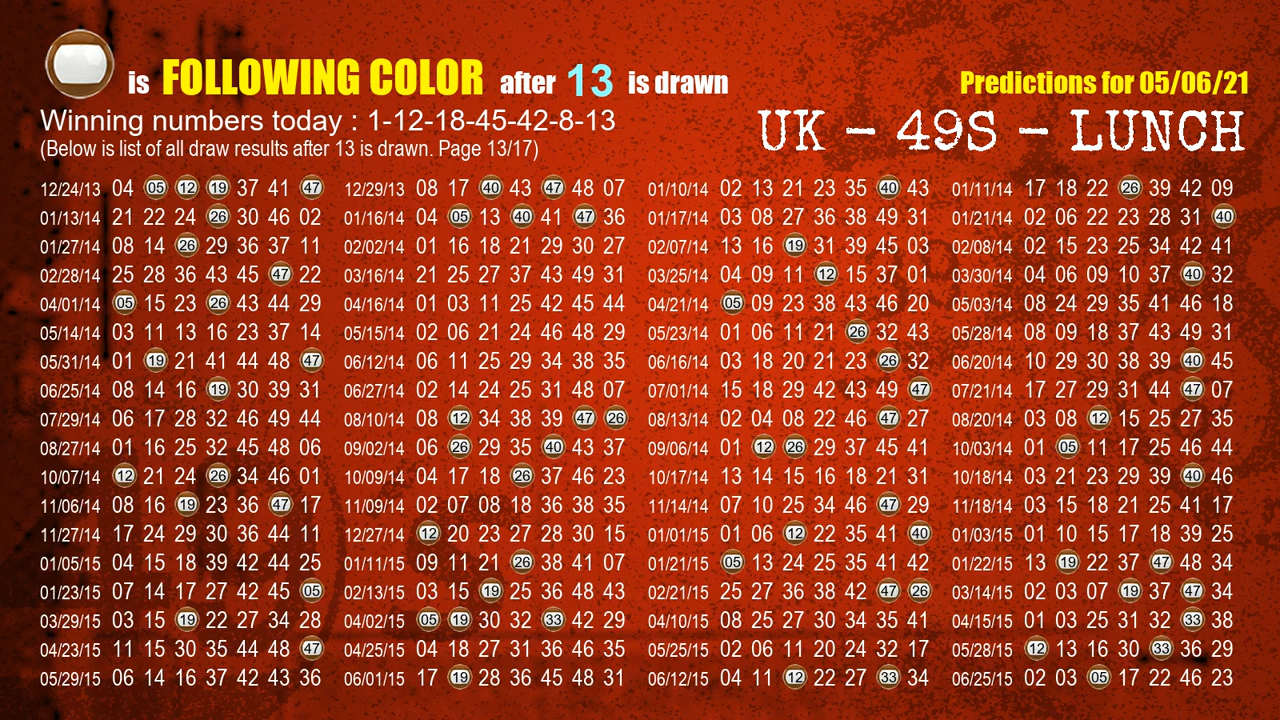 is FOLLOWING COLOR after 13 is drawn
Predictions for 05/06/21
Winning numbers today : 1-12-18-45-42-8-13
UK - 49S - LUNCH
(Below is list of all draw results after 13 is drawn. Page 13/17)
12/24/13 04 05 12 19 37 41 47 12/29/13 08 17 40 43 47 48 07 01/10/14 02 13 21 23 35 40 43 01/11/14 17 18 22 26 39 42 09
01/13/14 21 22 24 26 30 46 02 01/16/14 04 05 13 40 41 47 36 01/17/14 03 08 27 36 38 49 31 01/21/14 02 06 22 23 28 31 40
01/27/14 08 14 26 29 36 37 11 02/02/14 01 16 18 21 29 30 27 02/07/14 13 16 19 31 39 45 03 02/08/14 02 15 23 25 34 42 41
02/28/14 25 28 36 43 45 47 22 03/16/14 21 25 27 37 43 49 31 03/25/14 04 09 11 12 15 37 01 03/30/14 04 06 09 10 37 40 32
04/01/14 05 15 23 26 43 44 29 04/16/14 01 03 11 25 42 45 44 04/21/14 05 09 23 38 43 46 20 05/03/14 08 24 29 35 41 46 18
05/14/14 03 11 13 16 23 37 14 05/15/14 02 06 21 24 46 48 29 05/23/14 01 06 11 21 26 32 43 05/28/14 08 09 18 37 43 49 31
05/31/14 01 19 21 41 44 48 47 06/12/14 06 11 25 29 34 38 35 06/16/14 03 18 20 21 23 26 32 06/20/14 10 29 30 38 39 40 45
06/25/14 08 14 16 19 30 39 31 06/27/14 02 14 24 25 31 48 07 07/01/14 15 18 29 42 43 49 47 07/21/14 17 27 29 31 44 47 07
07/29/14 06 17 28 32 46 49 44 08/10/14 08 12 34 38 39 47 26 08/13/14 02 04 08 22 46 47 27 08/20/14 03 08 12 15 25 27 35
08/27/14 01 16 25 32 45 48 06 09/02/14 06 26 29 35 40 43 37 09/06/14 01 12 26 29 37 45 41 10/03/14 01 05 11 17 25 46 44
10/07/14 12 21 24 26 34 46 01 10/09/14 04 17 18 26 37 46 23 10/17/14 13 14 15 16 18 21 31 10/18/14 03 21 23 29 39 40 46
11/06/14 08 16 19 23 36 47 17 11/09/14 02 07 08 18 36 38 35 11/14/14 07 10 25 34 46 47 29 11/18/14 03 15 18 21 25 41 17
11/27/14 17 24 29 30 36 44 11 12/27/14 12 20 23 27 28 30 15 01/01/15 01 06 12 22 35 41 40 01/03/15 01 10 15 17 18 39 25
01/05/15 04 15 18 39 42 44 25 01/11/15 09 11 21 26 38 41 07 01/21/15 05 13 24 25 35 41 42 01/22/15 13 19 22 37 47 48 34
01/23/15 07 14 17 27 42 45 05 02/13/15 03 15 19 25 36 48 43 02/21/15 25 27 36 38 42 47 26 03/14/15 02 03 07 19 37 47 34
03/29/15 03 15 19 22 27 34 28 04/02/15 05 19 30 32 33 42 29 04/10/15 08 25 27 30 34 35 41 04/15/15 01 03 25 31 32 33 38
04/23/15 11 15 30 35 44 48 47 04/25/15 04 18 27 31 36 46 35 05/25/15 02 06 11 20 24 32 17 05/28/15 12 13 16 30 33 36 29
05/29/15 06 14 16 37 42 43 36 06/01/15 17 19 28 36 45 48 31 06/12/15 04 11 12 22 27 33 34 06/25/15 02 03 05 17 22 46 23